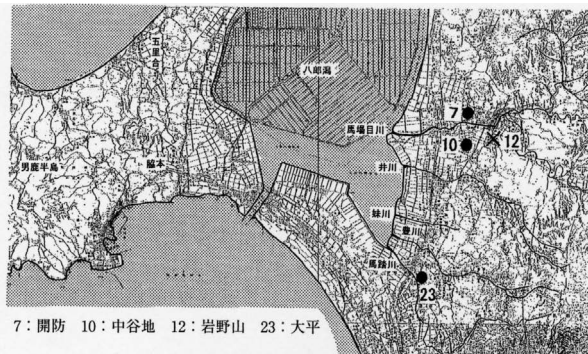 五里合
八郎潟
馬場目川
7
10
12
井川
男鹿半島
脇本
妹川
豊川
馬踏川
23
7：開防 10：中谷地 12：岩野山 23：大平